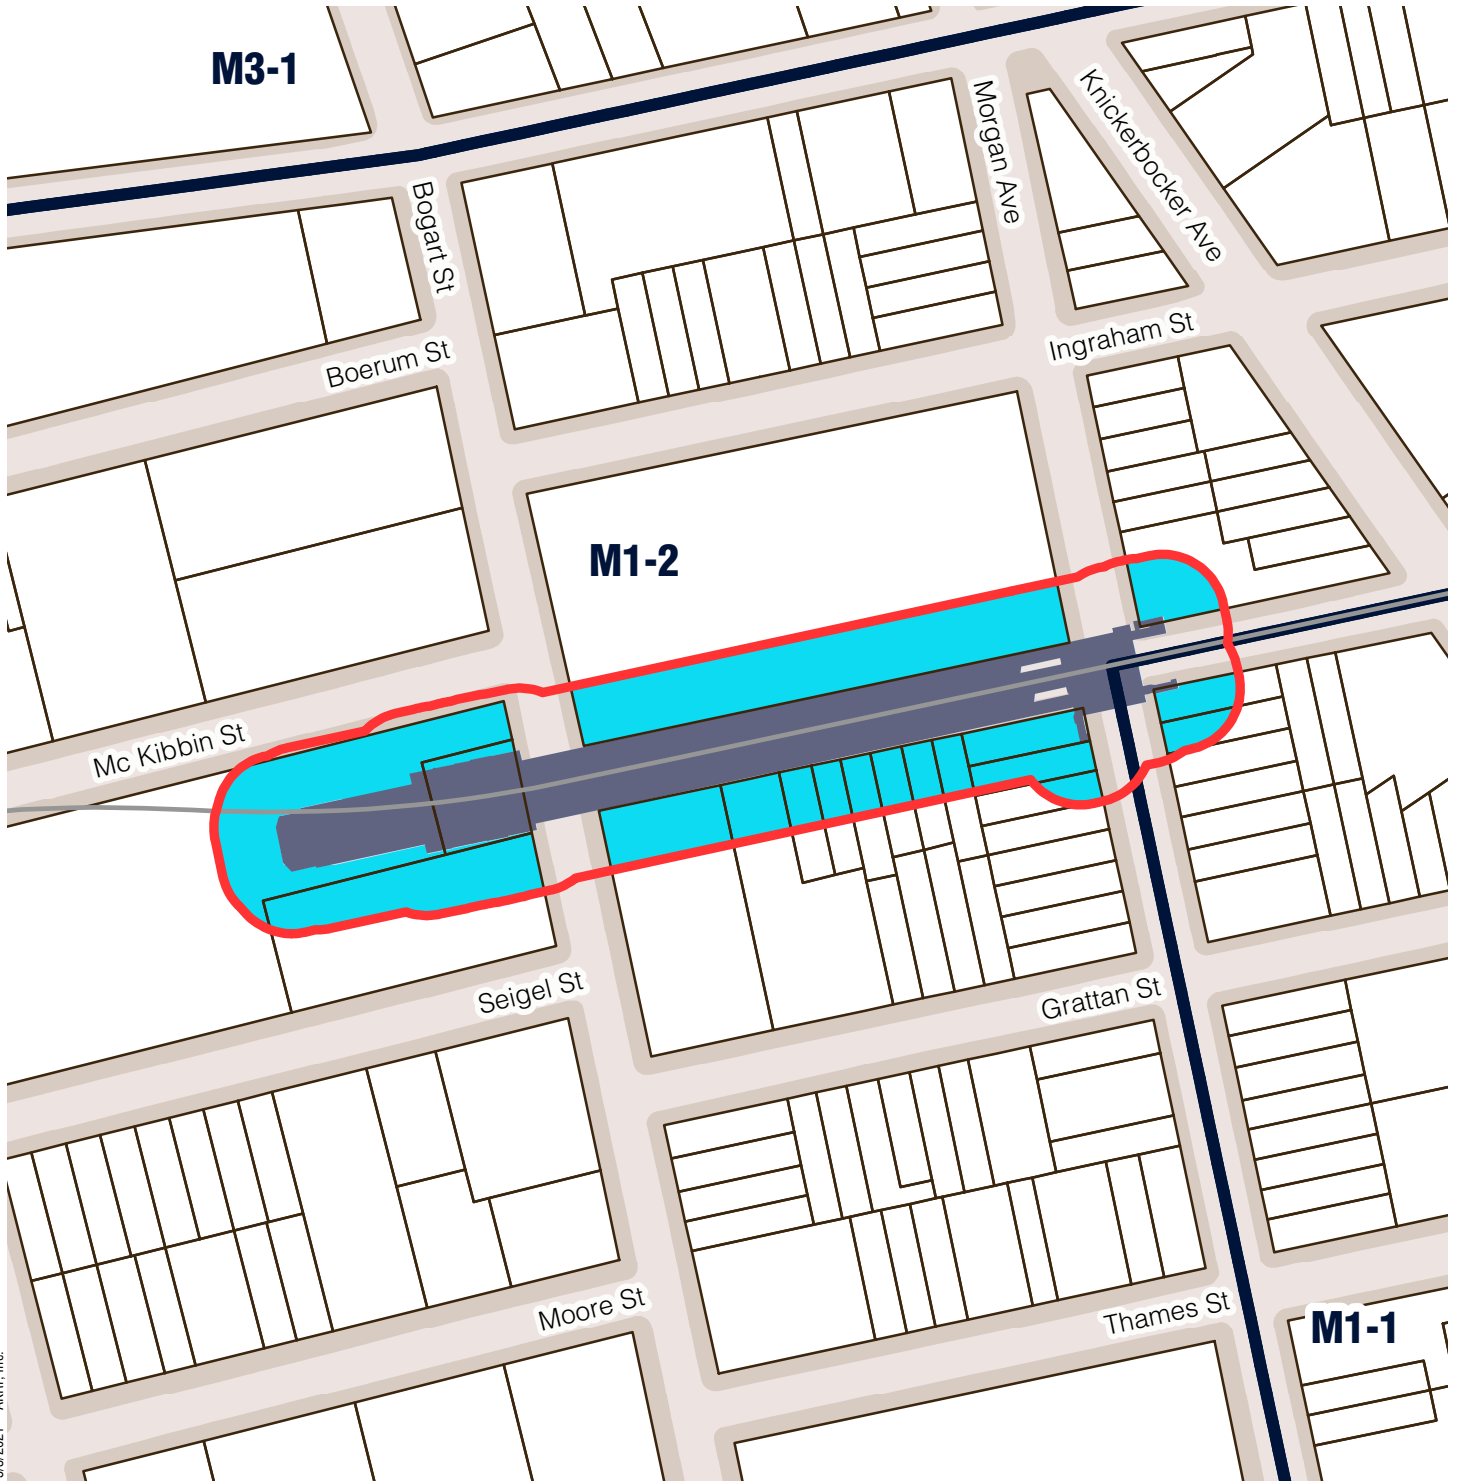 M3-1
Morgan Ave
Knickerbocker Ave
Bogart St
Ingraham St
Boerum St
M1-2
Mc Kibbin St
Seigel St
Grattan St
Moore St
Thames St
M1-1